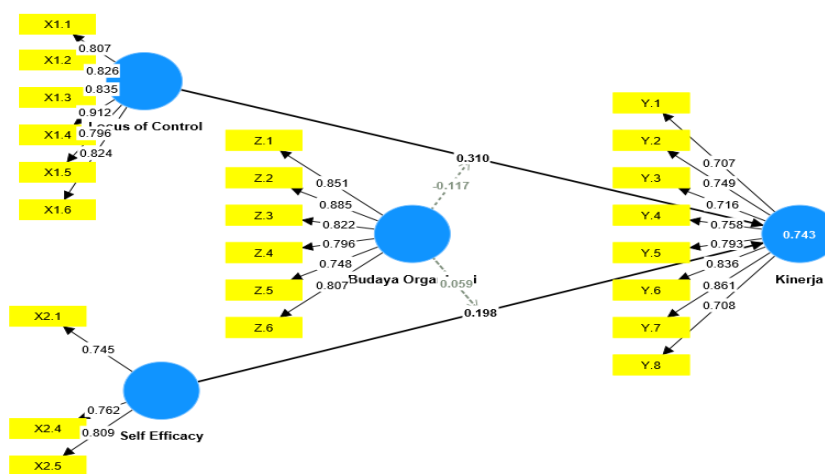 X1.1
0.807
X1.2
0.826
0.835
X1.3
0.912
Locus of Control
X1.4
0.796
0.824
X1.5
X1.6
Z.1
0.851
Z.2
0.885
Z.3
0.822
Z.4
0.796
Z.5
0.748
Z.6
0.807
Budaya Orga i
-0.117
0.059
0.310
0.198
X2.1
0.745
0.762
X2.4
0.809
X2.5
Self Efficacy
Y.1
0.707
Y.2
0.749
Y.3
0.716
Y.4
0.758
Y.5
0.793
Y.6
0.836
Y.7
0.861
Y.8
0.708
0.743
Kinerja